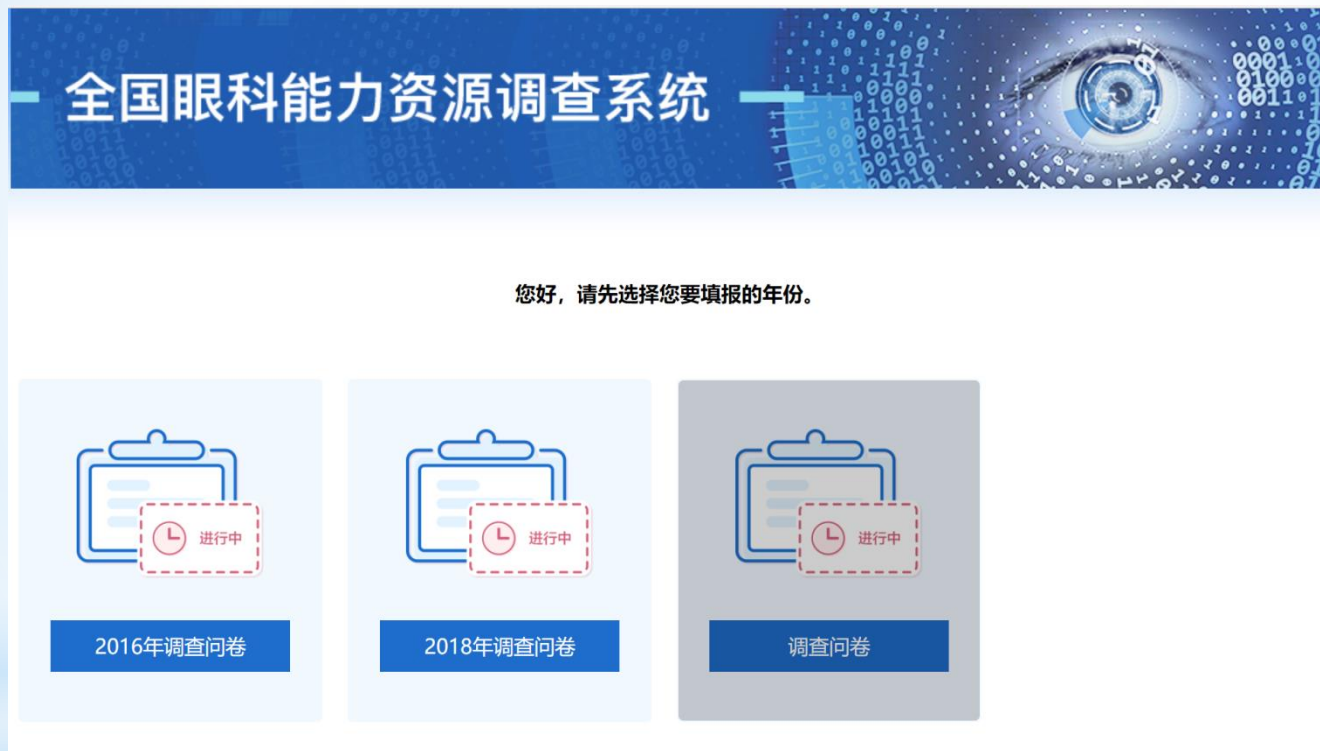 全国眼科能力资源调查系统
您好，请先选择您要填报的年份。
进行中
进行中
进行中
2016年调查问卷
2018年调查问卷
调查问卷